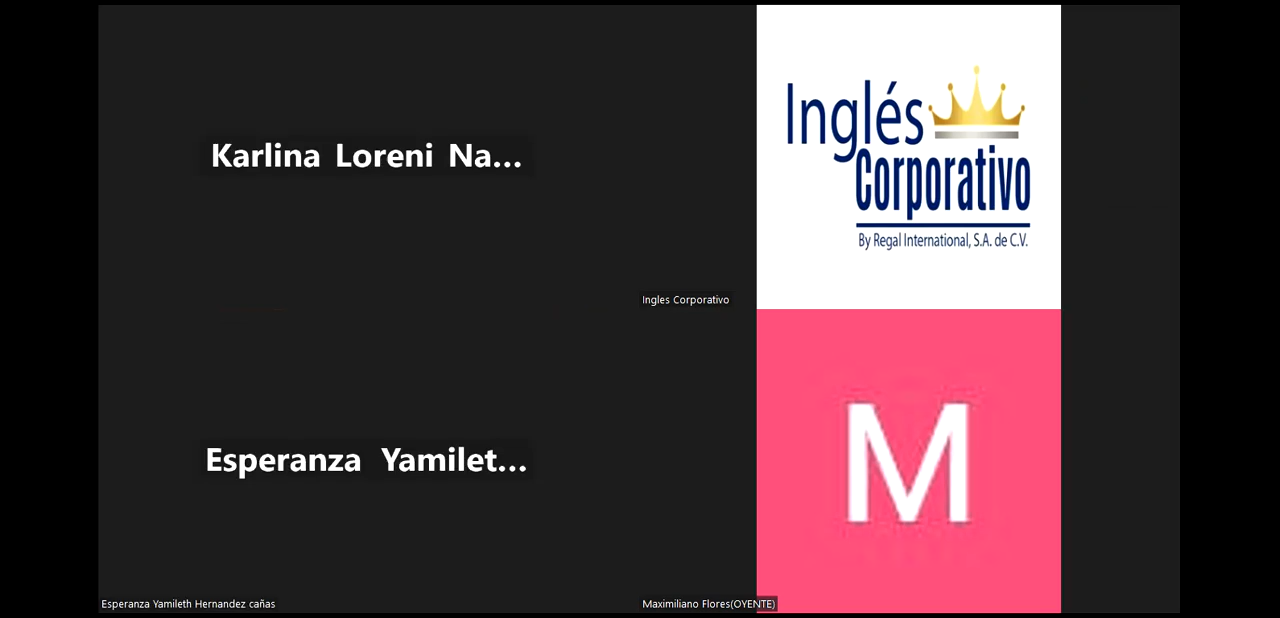 Karlina Loreni Na...
Inglés
Corporativo
By Regal International, S.A. de C.V.
Ingles Corporativo
Esperanza Yamilet...
M
Esperanza Yamileth Hernandez cañas
Maximiliano Flores(OYENTE)